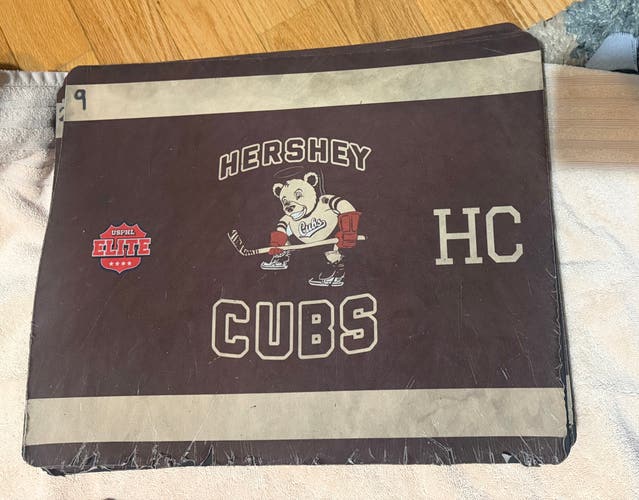 9
HERSHEY
Cubs
USPHL
ELITE
HC
CUBS